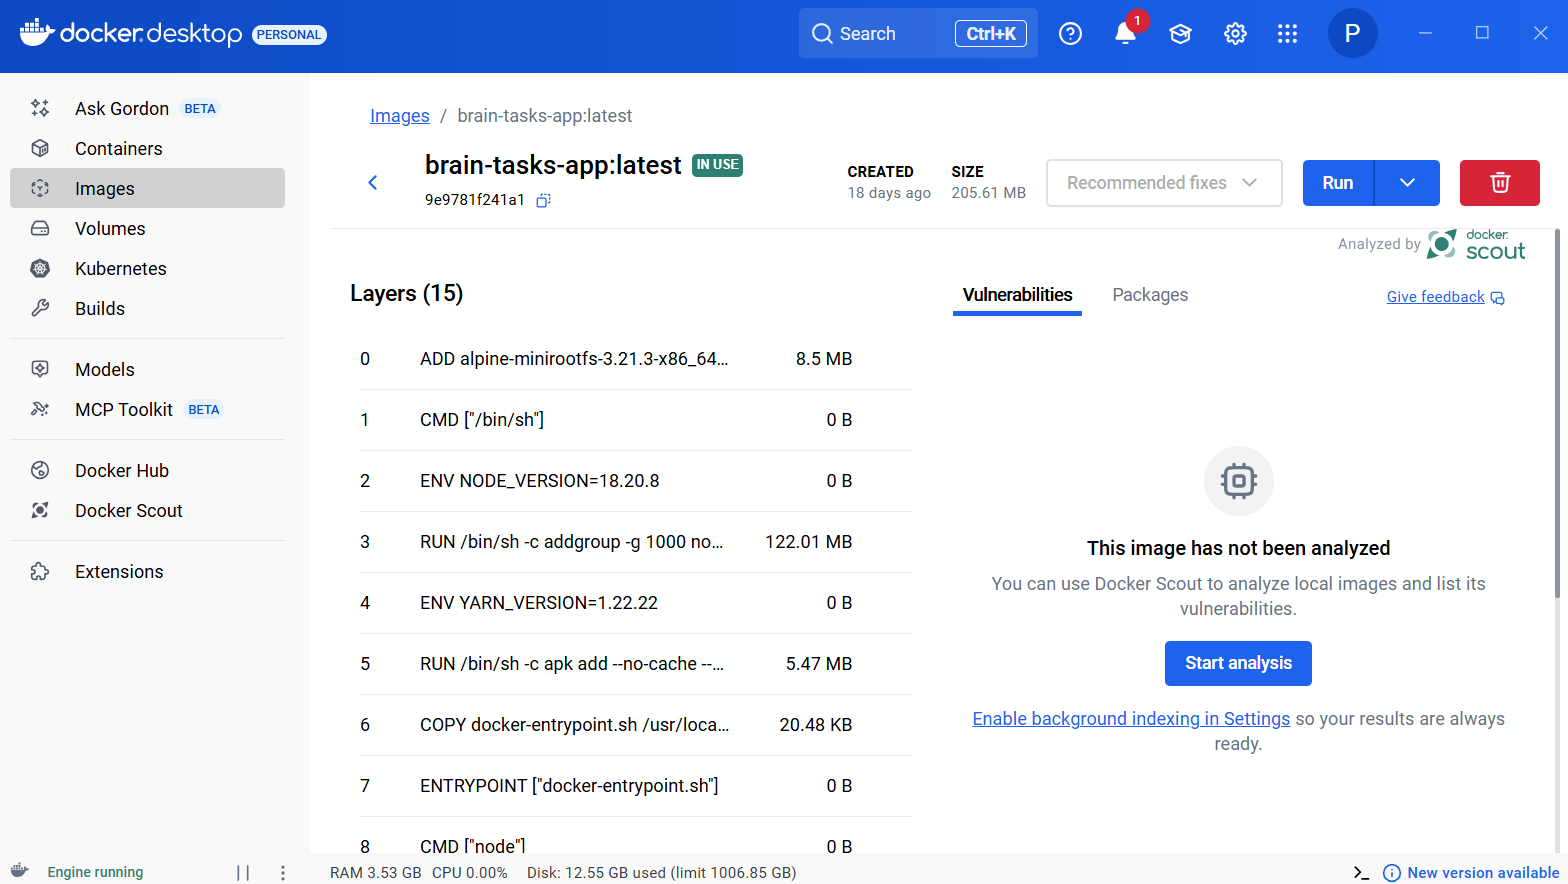 docker.desktop PERSONAL
Search Ctrl+K
1
P
Ask Gordon BETA
Containers
Images
Volumes
Kubernetes
Builds
Models
MCP Toolkit BETA
Docker Hub
Docker Scout
Extensions
Images / brain-tasks-app:latest
brain-tasks-app:latest IN USE
9e9781f241a1
CREATED
18 days ago
SIZE
205.61 MB
Recommended fixes
Run
Analyzed by docker scout
Layers (15)
0 ADD alpine-minirootfs-3.21.3-x86_64... 8.5 MB
1 CMD ["/bin/sh"] 0 B
2 ENV NODE_VERSION=18.20.8 0 B
3 RUN /bin/sh -c addgroup -g 1000 no... 122.01 MB
4 ENV YARN_VERSION=1.22.22 0 B
5 RUN /bin/sh -c apk add --no-cache --... 5.47 MB
6 COPY docker-entrypoint.sh /usr/loca... 20.48 KB
7 ENTRYPOINT ["docker-entrypoint.sh"] 0 B
8 CMD ["node"] 0 B
Vulnerabilities
Packages
Give feedback
This image has not been analyzed
You can use Docker Scout to analyze local images and list its
vulnerabilities.
Start analysis
Enable background indexing in Settings so your results are always
ready.
Engine running
RAM 3.53 GB CPU 0.00% Disk: 12.55 GB used (limit 1006.85 GB)
New version available